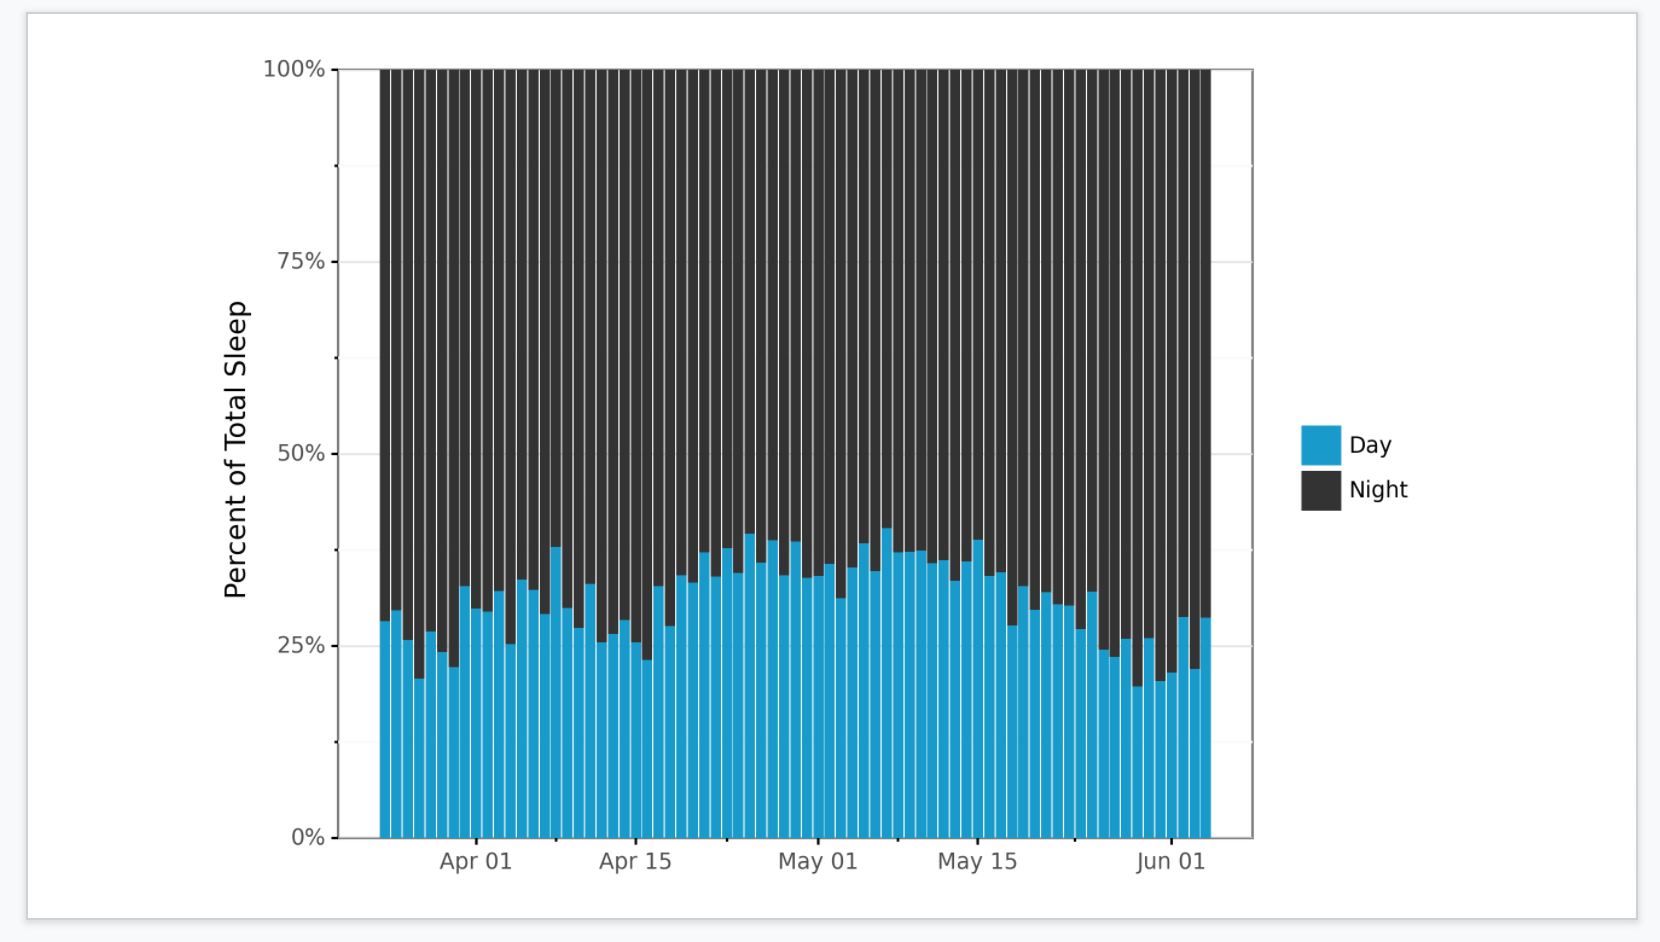 100%
75%
50%
25%
0%
Percent of Total Sleep
Apr 01
Apr 15
May 01
May 15
Jun 01
Day
Night